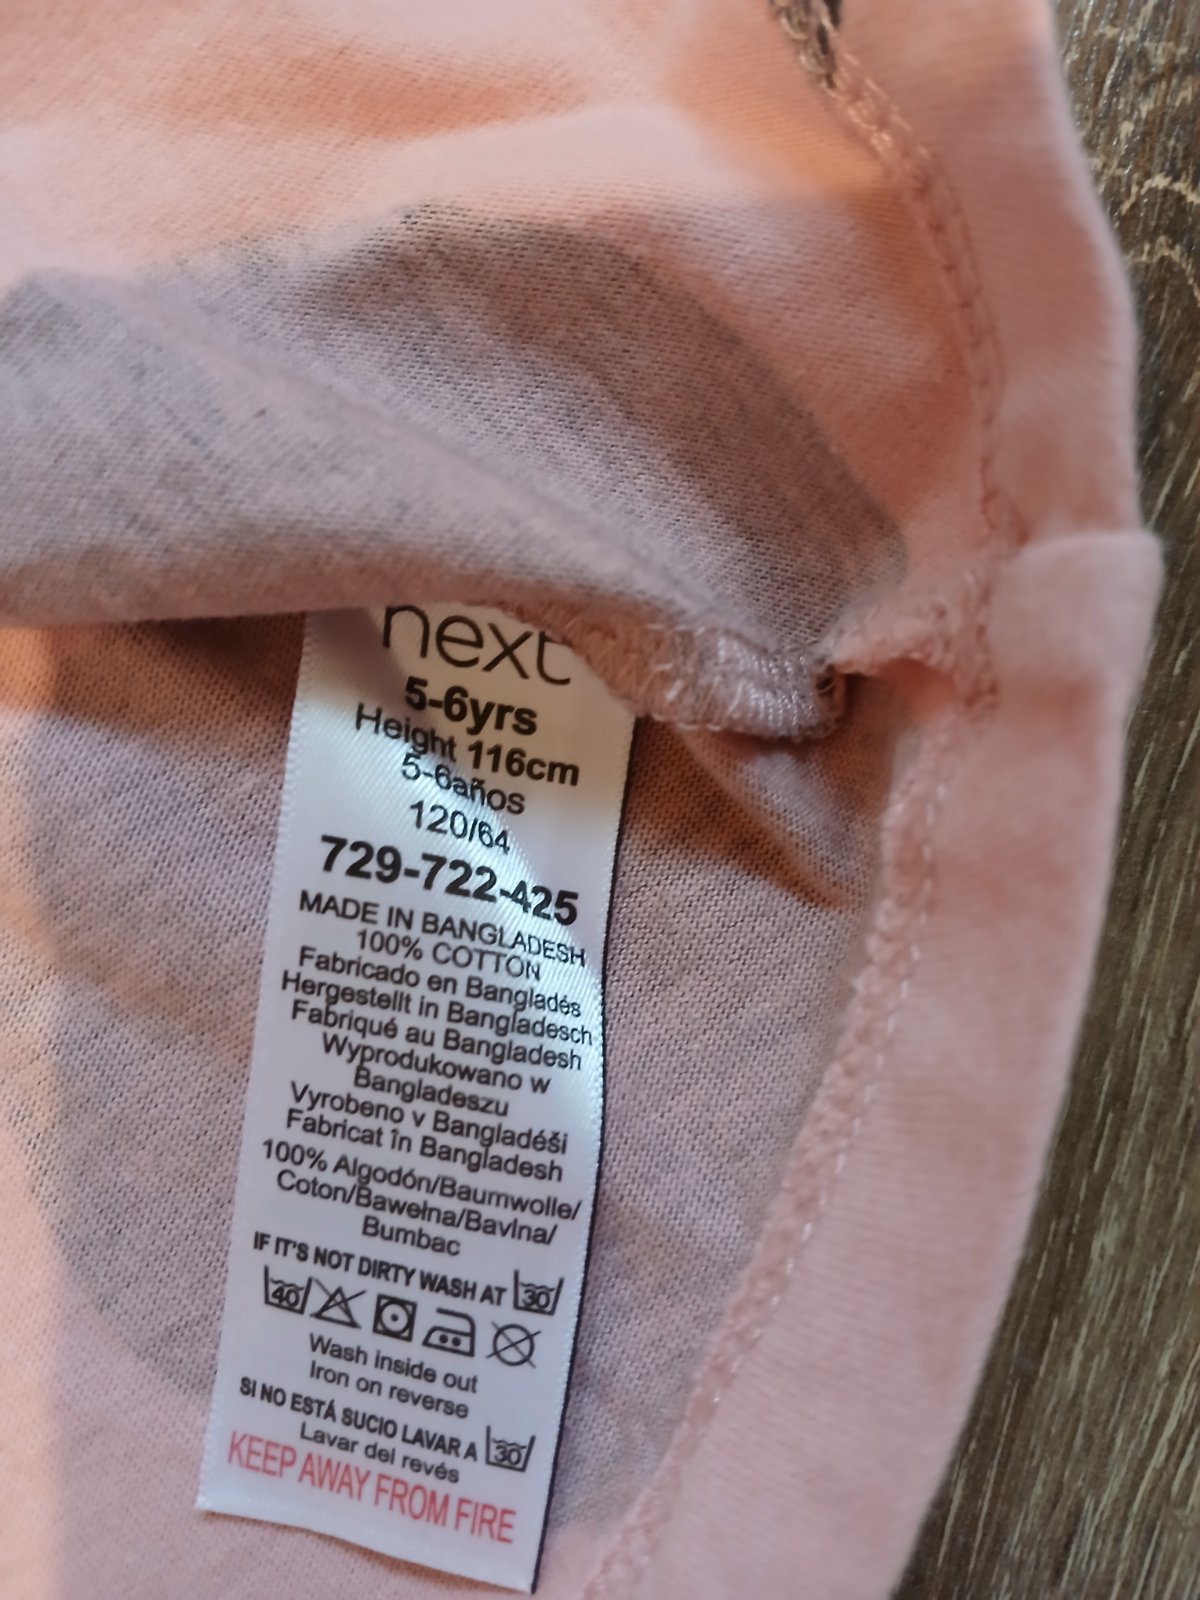 next
5-6yrs
Height 116cm
5-6años
120/64
729-722-425
MADE IN BANGLADESH
100% COTTON
Fabricado en Bangladés
Hergestellt in Bangladesch
Fabriqué au Bangladesh
Wyprodukowano w
Bangladeszu
Vyrobeno v Bangladéši
Fabricat în Bangladesh
100% Algodón/Baumwolle/
Coton/Bawełna/Bavlna/
Bumbac
IF IT'S NOT DIRTY WASH AT 30
40
Wash inside out
Iron on reverse
SI NO ESTÁ SUCIO LAVAR A 30
Lavar del revés
KEEP AWAY FROM FIRE